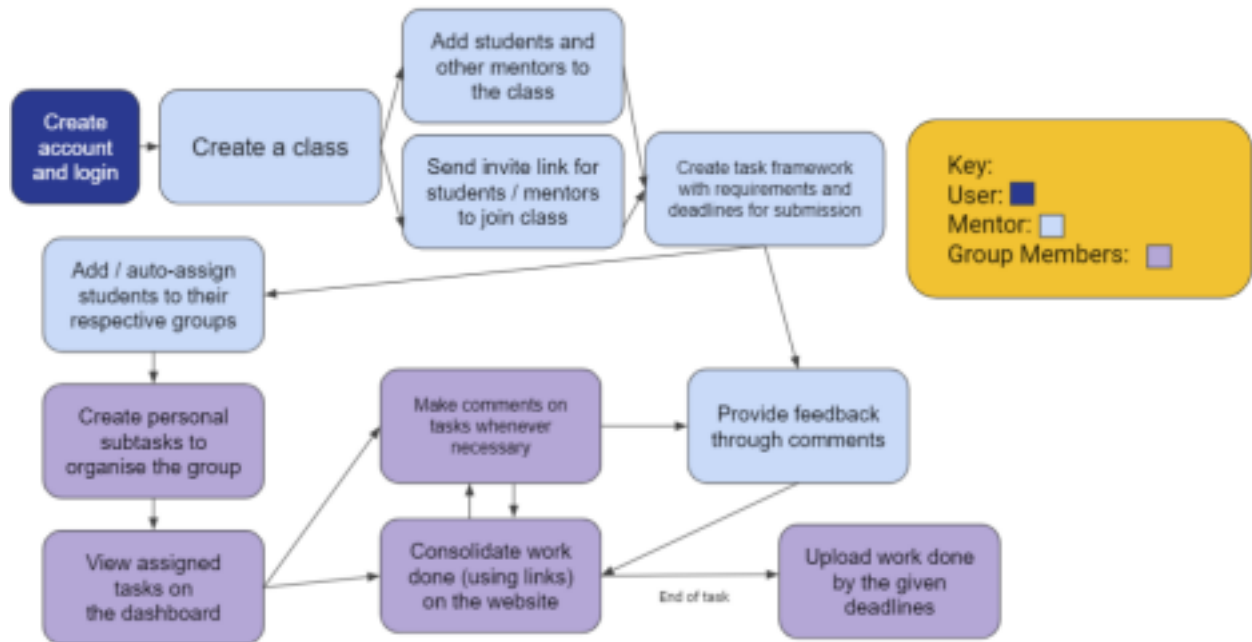 Create
account
and login
Create a class
Add students and
other mentors to
the class
Send invite link for
students / mentors
to join class
Create task framework
with requirements and
deadlines for submission
Key:
User:
Mentor:
Group Members:
Add / auto-assign
students to their
respective groups
Create personal
subtasks to
organise the group
View assigned
tasks on
the dashboard
Make comments on
tasks whenever
necessary
Consolidate work
done (using links)
on the website
Provide feedback
through comments
End of task
Upload work done
by the given
deadlines